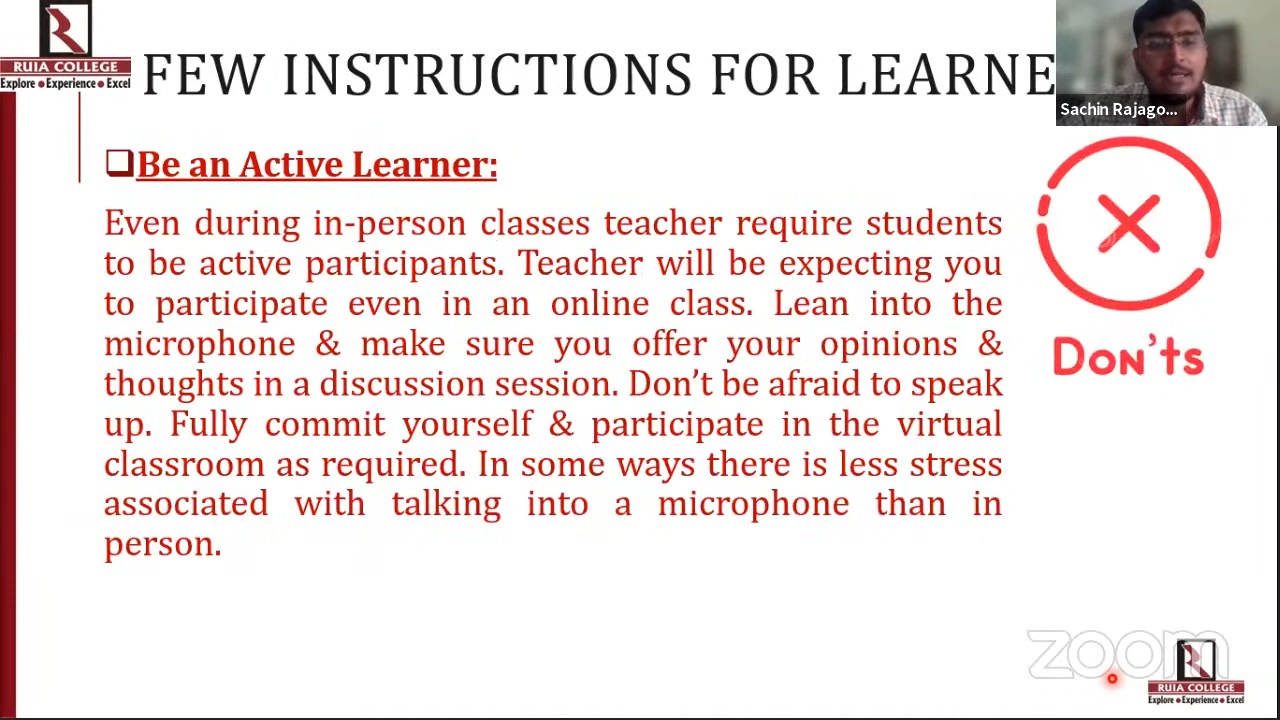 RUIA COLLEGE
Explore ● Experience ● Excel
FEW INSTRUCTIONS FOR LEARNE
Sachin Rajago...
Be an Active Learner:
Even during in-person classes teacher require students
to be active participants. Teacher will be expecting you
to participate even in an online class. Lean into the
microphone & make sure you offer your opinions &
thoughts in a discussion session. Don't be afraid to speak
up. Fully commit yourself & participate in the virtual
classroom as required. In some ways there is less stress
associated with talking into a microphone than in
person.
DON'TS
zoom
RUIA COLLEGE
Explore ● Experience ● Excel